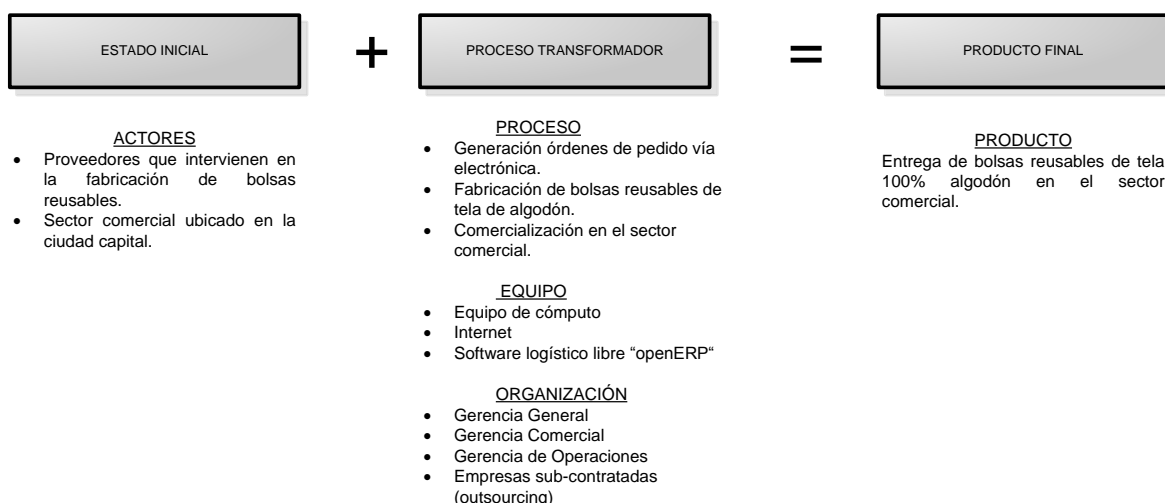 ESTADO INICIAL
+
PROCESO TRANSFORMADOR
=
PRODUCTO FINAL
ACTORES
• Proveedores que intervienen en
la fabricación de bolsas
reusables.
• Sector comercial ubicado en la
ciudad capital.
PROCESO
• Generación órdenes de pedido vía
electrónica.
• Fabricación de bolsas reusables de
tela de algodón.
• Comercialización en el sector
comercial.
EQUIPO
• Equipo de cómputo
• Internet
• Software logístico libre “openERP“
ORGANIZACIÓN
• Gerencia General
• Gerencia Comercial
• Gerencia de Operaciones
• Empresas sub-contratadas
(outsourcing)
PRODUCTO
Entrega de bolsas reusables de tela
100% algodón en el sector
comercial.